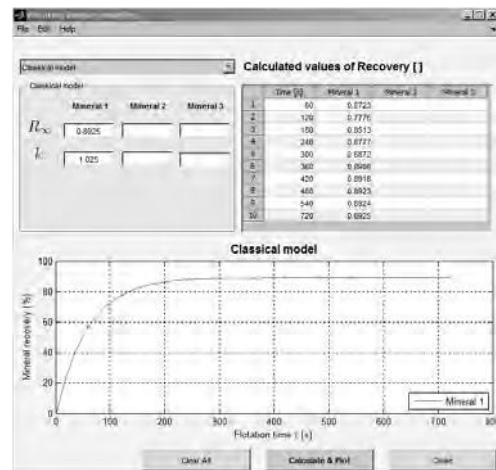 File Edit Help
Classical model
Calculated values of Recovery [ ]
Classical model
Mineral 1 Mineral 2 Mineral 3
R∞ 0.8925
k 1.025
Time [s] Mineral 1 Mineral 2 Mineral 3
1 60 0.5723
2 120 0.7776
3 180 0.8513
4 240 0.8777
5 300 0.8872
6 360 0.8906
7 420 0.8918
8 480 0.8923
9 540 0.8924
10 720 0.8925
Classical model
Mineral recovery (%)
100
80
60
40
20
0
0 100 200 300 400 500 600 700 800
Mineral 1
Flotation time t [s]
Clear All Calculate & Plot Close